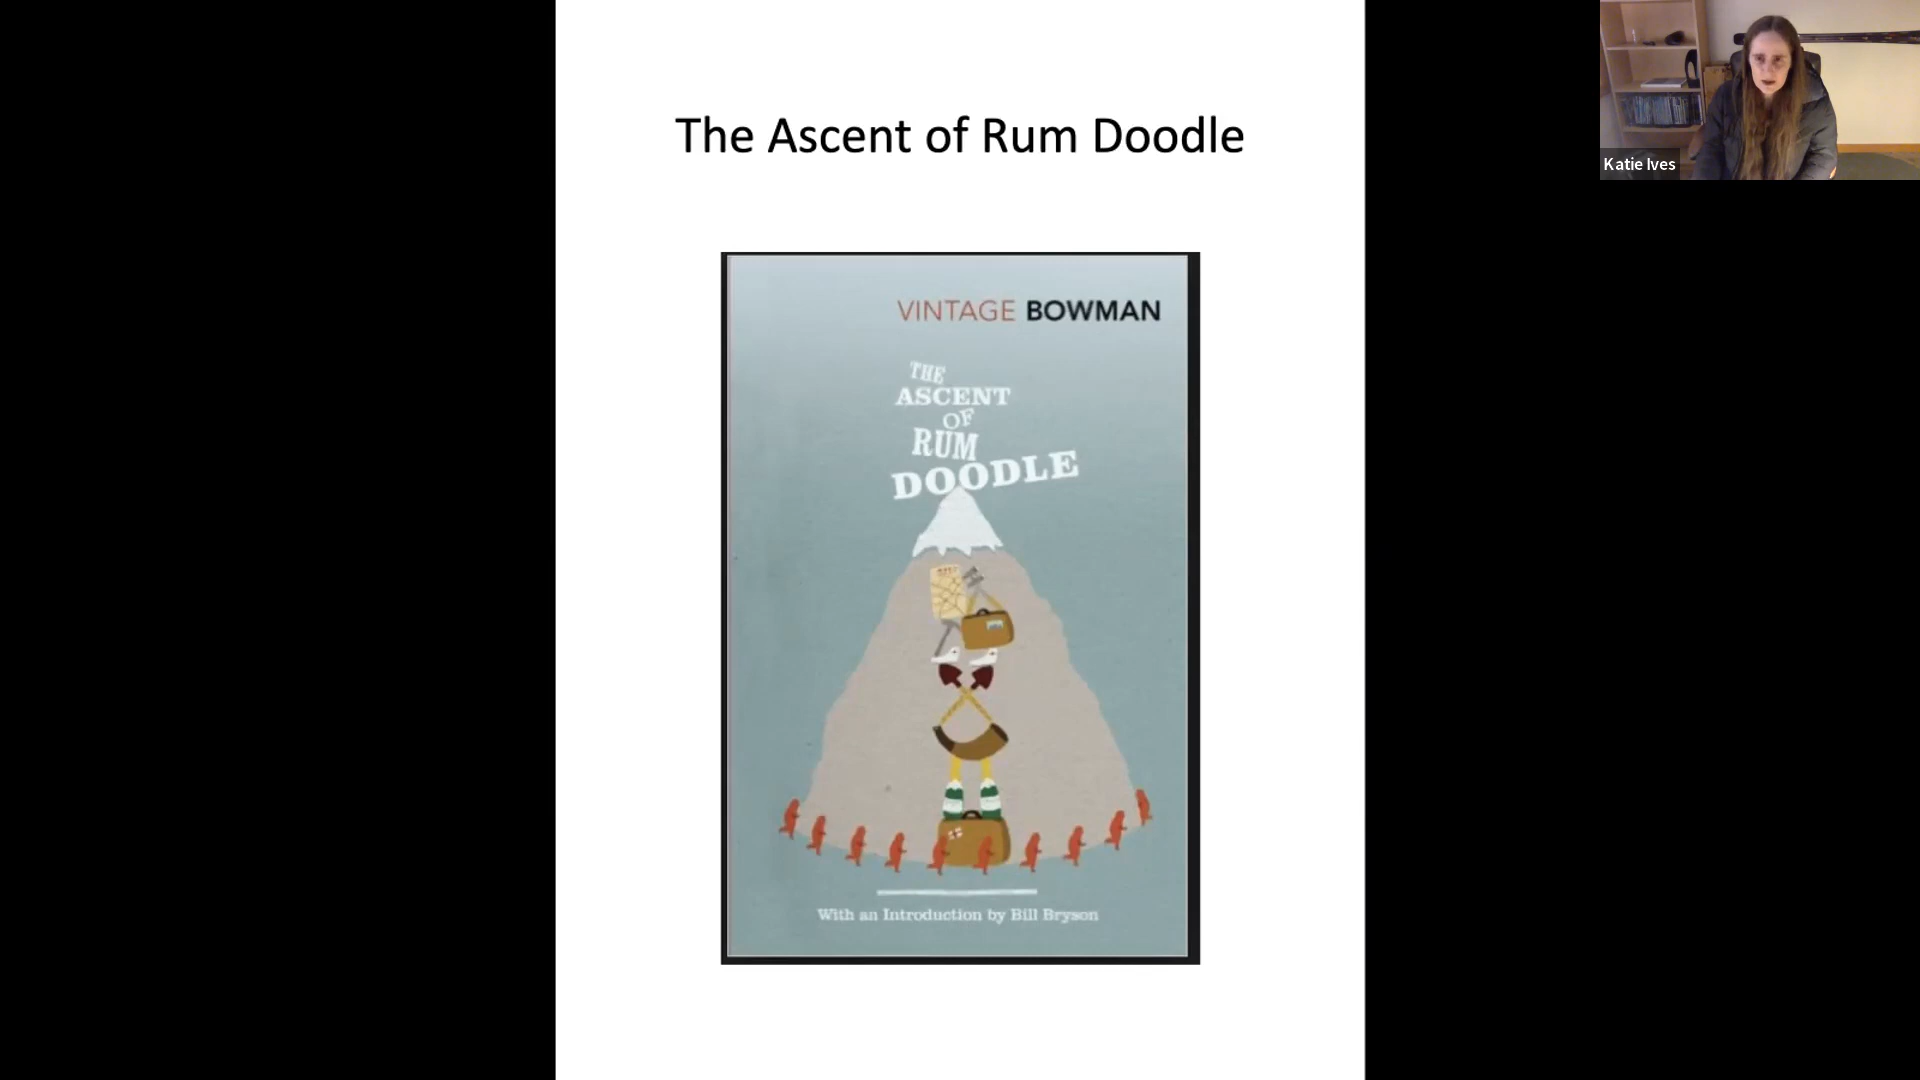 The Ascent of Rum Doodle
Katie Ives
VINTAGE BOWMAN
THE
ASCENT
OF
RUM
DOODLE
With an Introduction by Bill Bryson